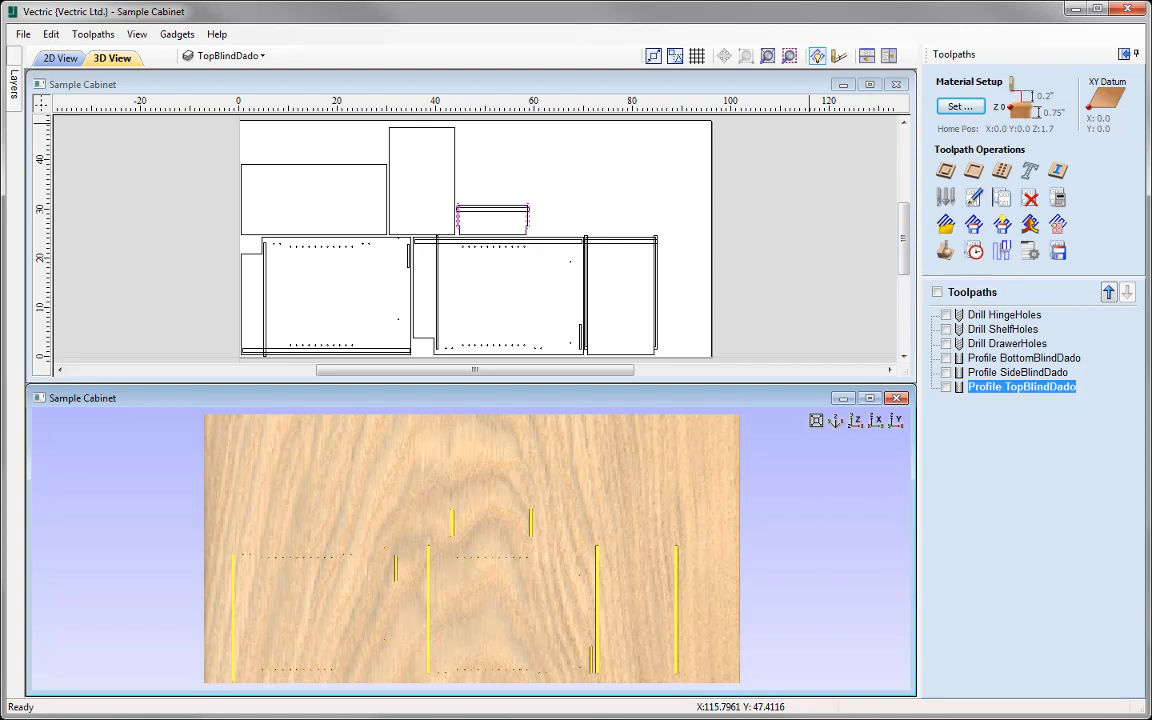 Vectric {Vectric Ltd.} - Sample Cabinet
File Edit Toolpaths View Gadgets Help
2D View 3D View TopBlindDado
Layers
Sample Cabinet
-20 0 20 40 60 80 100 120
40
30
20
10
0
Sample Cabinet
Z X Y
Toolpaths
Material Setup
Set ...
Z 0
0.2"
0.75"
Home Pos: X:0.0 Y:0.0 Z:1.7
XY Datum
X: 0.0
Y: 0.0
Toolpath Operations
Toolpaths
Drill HingeHoles
Drill ShelfHoles
Drill DrawerHoles
Profile BottomBlindDado
Profile SideBlindDado
Profile TopBlindDado
Ready
X:115.7961 Y: 47.4116